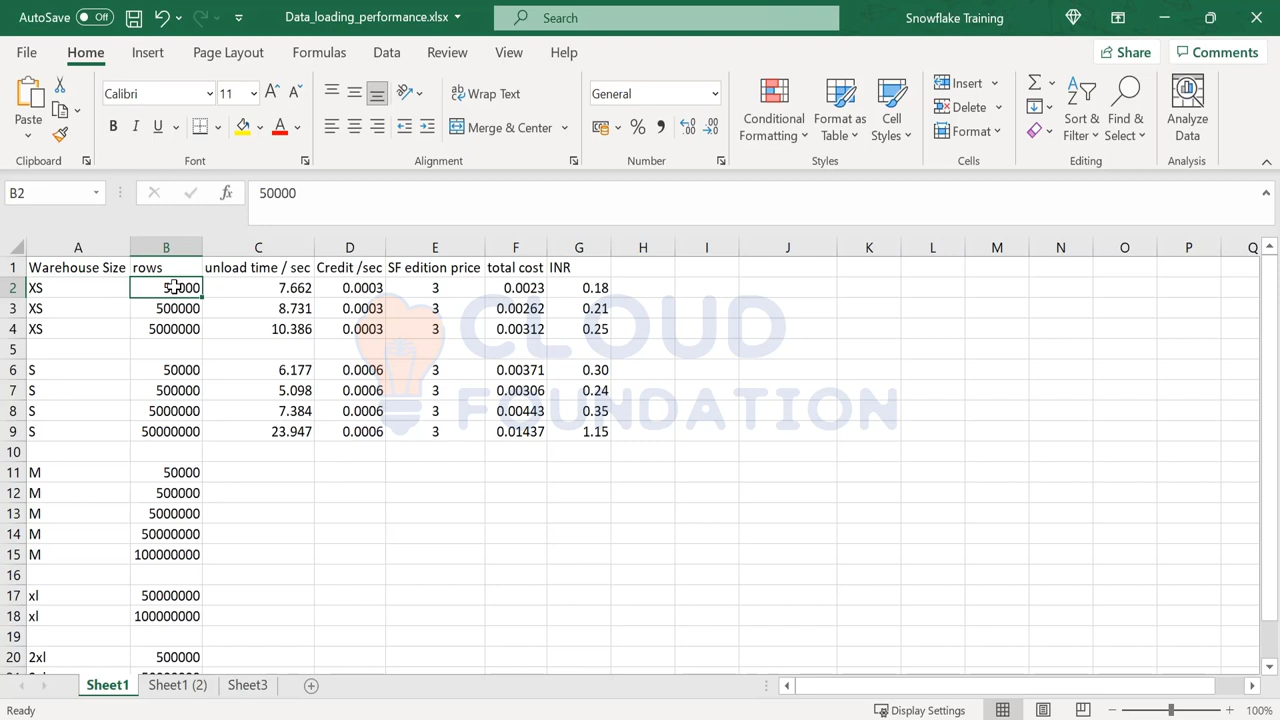 AutoSave Off Data_loading_performance.xlsx Search Snowflake Training
File Home Insert Page Layout Formulas Data Review View Help Share Comments
Paste Calibri 11 Wrap Text General Conditional Formatting Format as Table Cell Styles Insert Delete Format Sort & Filter Find & Select Analyze Data
B I U Merge & Center
Clipboard Font Alignment Number Styles Cells Editing Analysis
B2 fx 50000
A B C D E F G H I J K L M N O P Q
1 Warehouse Size rows unload time / sec Credit /sec SF edition price total cost INR
2 XS 50000 7.662 0.0003 3 0.0023 0.18
3 XS 500000 8.731 0.0003 3 0.00262 0.21
4 XS 5000000 10.386 0.0003 3 0.00312 0.25
5
6 S 50000 6.177 0.0006 3 0.00371 0.30
7 S 500000 5.098 0.0006 3 0.00306 0.24
8 S 5000000 7.384 0.0006 3 0.00443 0.35
9 S 50000000 23.947 0.0006 3 0.01437 1.15
10
11 M 50000
12 M 500000
13 M 5000000
14 M 50000000
15 M 100000000
16
17 xl 50000000
18 xl 100000000
19
20 2xl 500000
CLOUD
FOUNDATION
Sheet1 Sheet1 (2) Sheet3
Ready Display Settings 100%